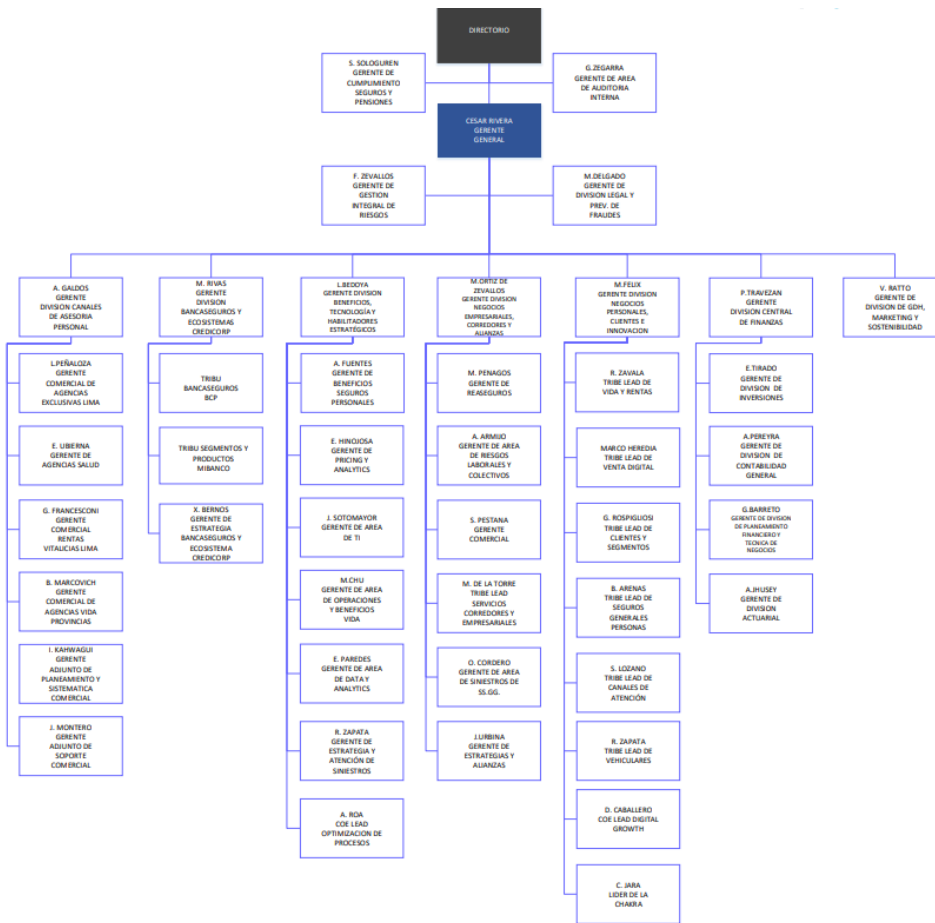 DIRECTORIO
S. SOLOGUREN
GERENTE DE
CUMPLIMIENTO
SEGUROS Y
PENSIONES
G.ZEGARRA
GERENTE DE AREA
DE AUDITORIA
INTERNA
CESAR RIVERA
GERENTE
GENERAL
F. ZEVALLOS
GERENTE DE
GESTION
INTEGRAL DE
RIESGOS
M.DELGADO
GERENTE DE
DIVISION LEGAL Y
PREV. DE
FRAUDES
A. GALDOS
GERENTE
DIVISION CANALES
DE ASESORIA
PERSONAL
L.PEÑALOZA
GERENTE
COMERCIAL DE
AGENCIAS
EXCLUSIVAS LIMA
E. UBIERNA
GERENTE DE
AGENCIAS SALUD
G. FRANCESCONI
GERENTE
COMERCIAL
RENTAS
VITALICIAS LIMA
B. MARCOVICH
GERENTE
COMERCIAL DE
AGENCIAS VIDA
PROVINCIAS
I. KAHWAGUI
GERENTE
ADJUNTO DE
PLANEAMIENTO Y
SISTEMATICA
COMERCIAL
J. MONTERO
GERENTE
ADJUNTO DE
SOPORTE
COMERCIAL
M. RIVAS
GERENTE
DIVISION
BANCASEGUROS Y
ECOSISTEMAS
CREDICORP
TRIBU
BANCASEGUROS
BCP
TRIBU SEGMENTOS Y
PRODUCTOS
MIBANCO
X. BERNOS
GERENTE DE
ESTRATEGIA
BANCASEGUROS Y
ECOSISTEMA
CREDICORP
L.BEDOYA
GERENTE DIVISION
BENEFICIOS,
TECNOLOGÍA Y
HABILITADORES
ESTRATÉGICOS
A. FUENTES
GERENTE DE
BENEFICIOS
SEGUROS
PERSONALES
E. HINOJOSA
GERENTE DE
PRICING Y
ANALYTICS
J. SOTOMAYOR
GERENTE DE AREA
DE TI
M.CHU
GERENTE DE AREA
DE OPERACIONES
Y BENEFICIOS
VIDA
E. PAREDES
GERENTE DE AREA
DE DATA Y
ANALYTICS
R. ZAPATA
GERENTE DE
ESTRATEGIA Y
ATENCIÓN DE
SINIESTROS
A. ROA
COE LEAD
OPTIMIZACION DE
PROCESOS
M.ORTIZ DE
ZEVALLOS
GERENTE DIVISION
NEGOCIOS
EMPRESARIALES,
CORREDORES Y
ALIANZAS
M. PENAGOS
GERENTE DE
REASEGUROS
A. ARMIJO
GERENTE DE AREA
DE RIESGOS
LABORALES Y
COLECTIVOS
S. PESTANA
GERENTE
COMERCIAL
M. DE LA TORRE
TRIBE LEAD
SERVICIOS
CORREDORES Y
EMPRESARIALES
O. CORDERO
GERENTE DE AREA
DE SINIESTROS DE
SS.GG.
J.URBINA
GERENTE DE
ESTRATEGIAS Y
ALIANZAS
M.FELIX
GERENTE DIVISION
NEGOCIOS
PERSONALES,
CLIENTES E
INNOVACION
R. ZAVALA
TRIBE LEAD DE
VIDA Y RENTAS
MARCO HEREDIA
TRIBE LEAD DE
VENTA DIGITAL
G. ROSPIGLIOSI
TRIBE LEAD DE
CLIENTES Y
SEGMENTOS
B. ARENAS
TRIBE LEAD DE
SEGUROS
GENERALES
PERSONAS
S. LOZANO
TRIBE LEAD DE
CANALES DE
ATENCIÓN
R. ZAPATA
TRIBE LEAD DE
VEHICULARES
D. CABALLERO
COE LEAD DIGITAL
GROWTH
C. JARA
LIDER DE LA
CHAKRA
P.TRAVEZAN
GERENTE
DIVISION CENTRAL
DE FINANZAS
E.TIRADO
GERENTE DE
DIVISION DE
INVERSIONES
A.PEREYRA
GERENTE DE
DIVISION DE
CONTABILIDAD
GENERAL
G.BARRETO
GERENTE DE DIVISION
DE PLANEAMIENTO
FINANCIERO Y
TECNICA DE
NEGOCIOS
A.JHUSEY
GERENTE DE
DIVISION
ACTUARIAL
V. RATTO
GERENTE DE
DIVISION DE GDH,
MARKETING Y
SOSTENIBILIDAD